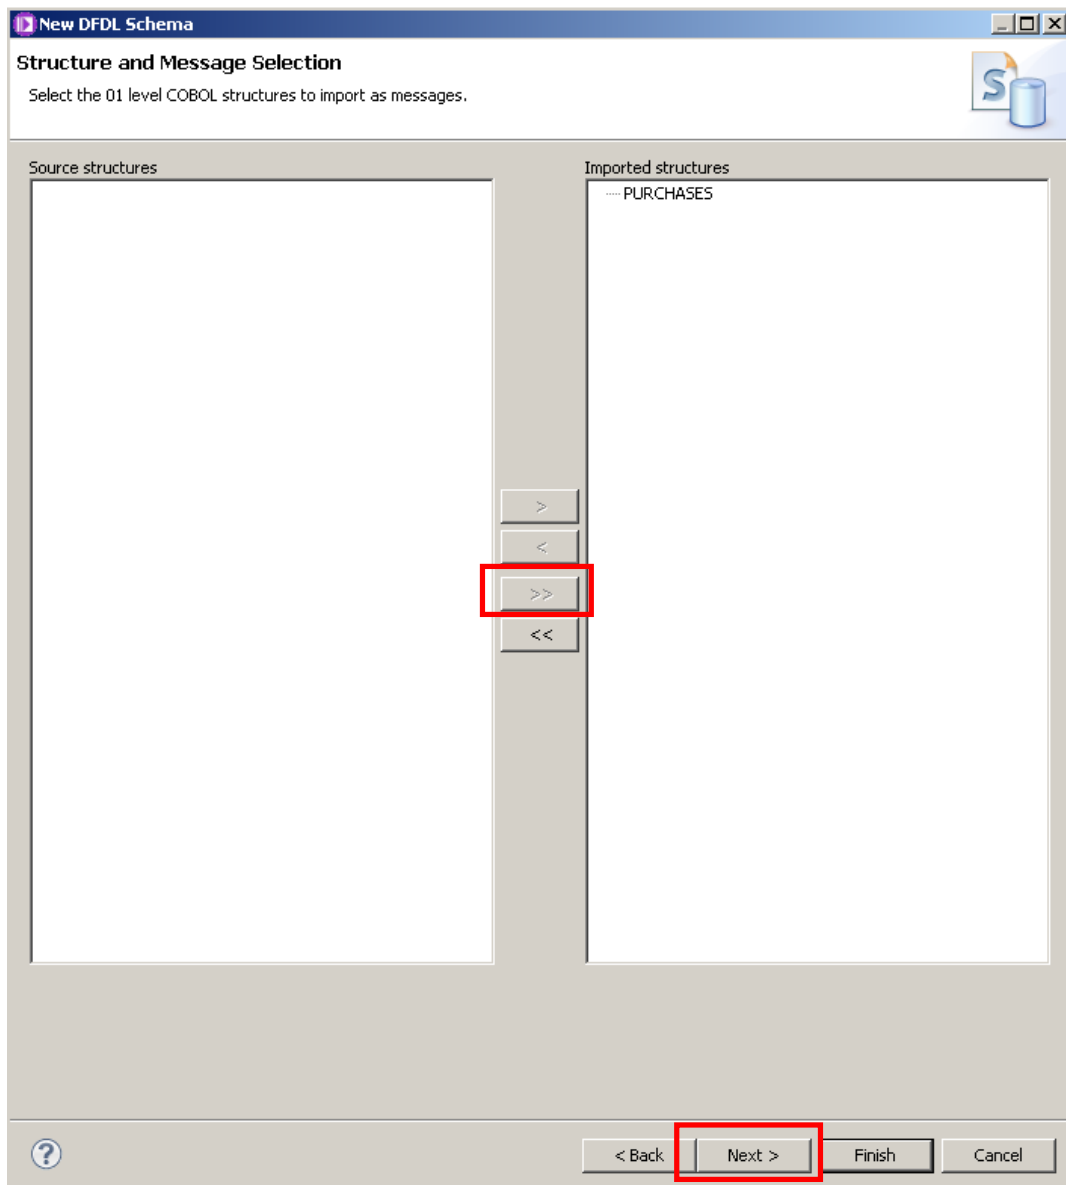 New DFDL Schema
Structure and Message Selection
Select the 01 level COBOL structures to import as messages.
S
Source structures
Imported structures
PURCHASES
>
<
>>
<<
?
< Back
Next >
Finish
Cancel